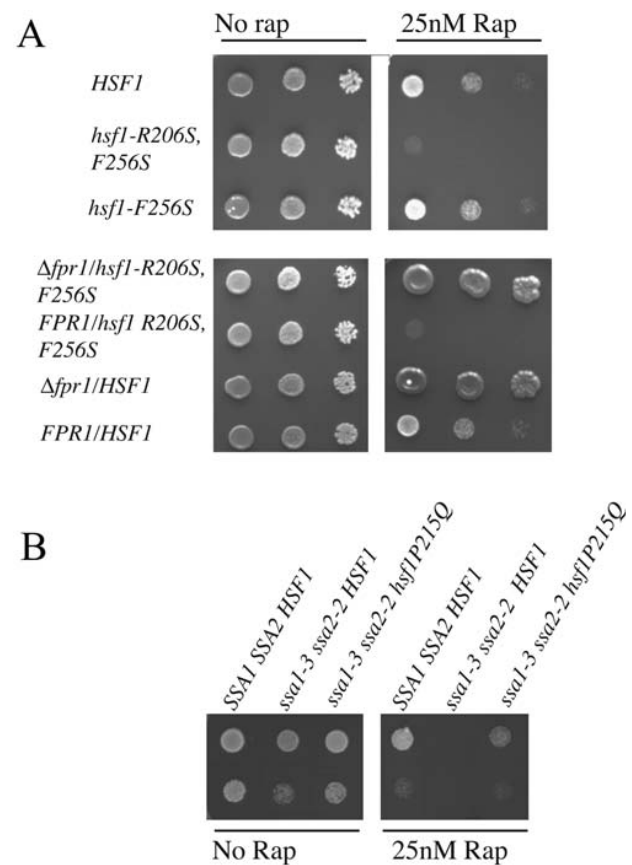 A
No rap
25nM Rap
HSF1
hsf1-R206S,
F256S
hsf1-F256S
Δfpr1/hsf1-R206S,
F256S
FPR1/hsf1 R206S,
F256S
Δfpr1/HSF1
FPR1/HSF1
B
SSA1 SSA2 HSF1
ssa1-3 ssa2-2 HSF1
ssa1-3 ssa2-2 hsf1P215Q
SSA1 SSA2 HSF1
ssa1-3 ssa2-2 HSF1
ssa1-3 ssa2-2 hsf1P215Q
No Rap
25nM Rap